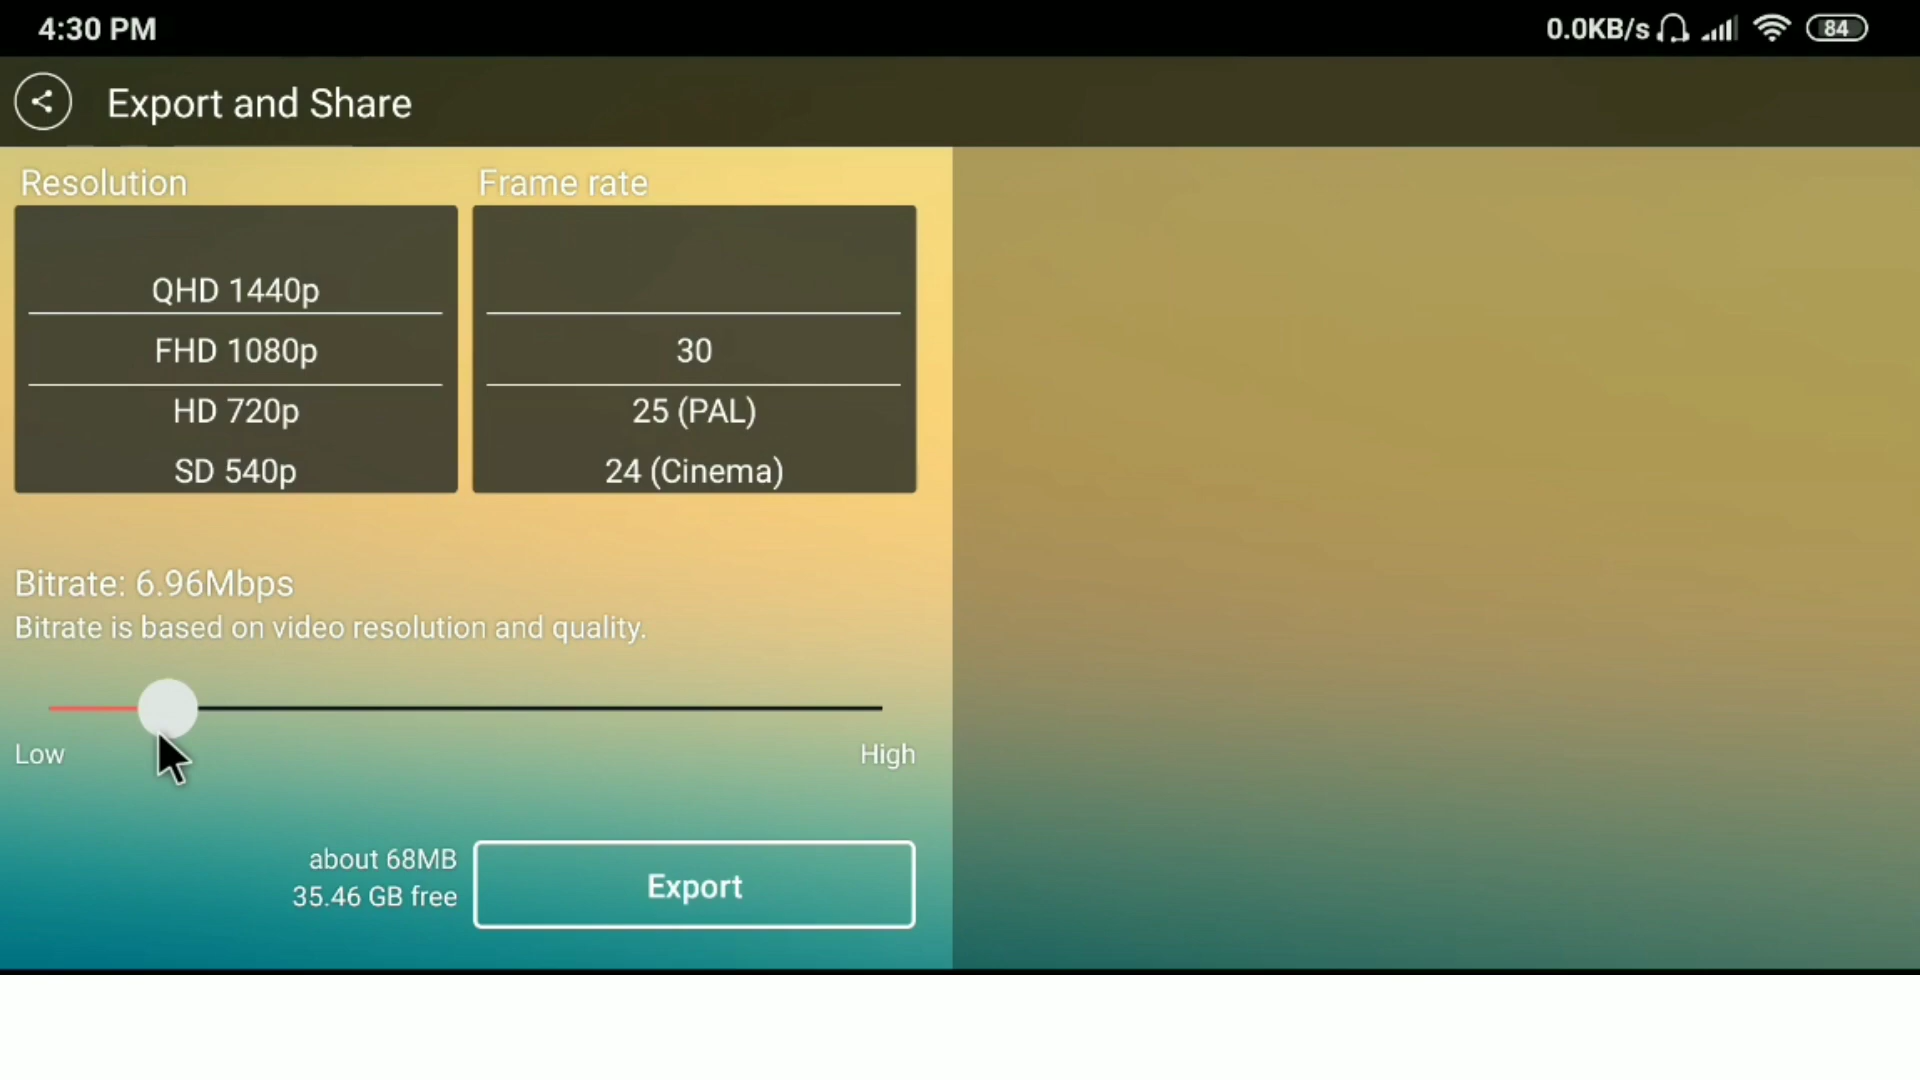 4:30 PM
0.0KB/s
84
Export and Share
Resolution
Frame rate
QHD 1440p
FHD 1080p
HD 720p
SD 540p
30
25 (PAL)
24 (Cinema)
Bitrate: 6.96Mbps
Bitrate is based on video resolution and quality.
Low
High
about 68MB
35.46 GB free
Export